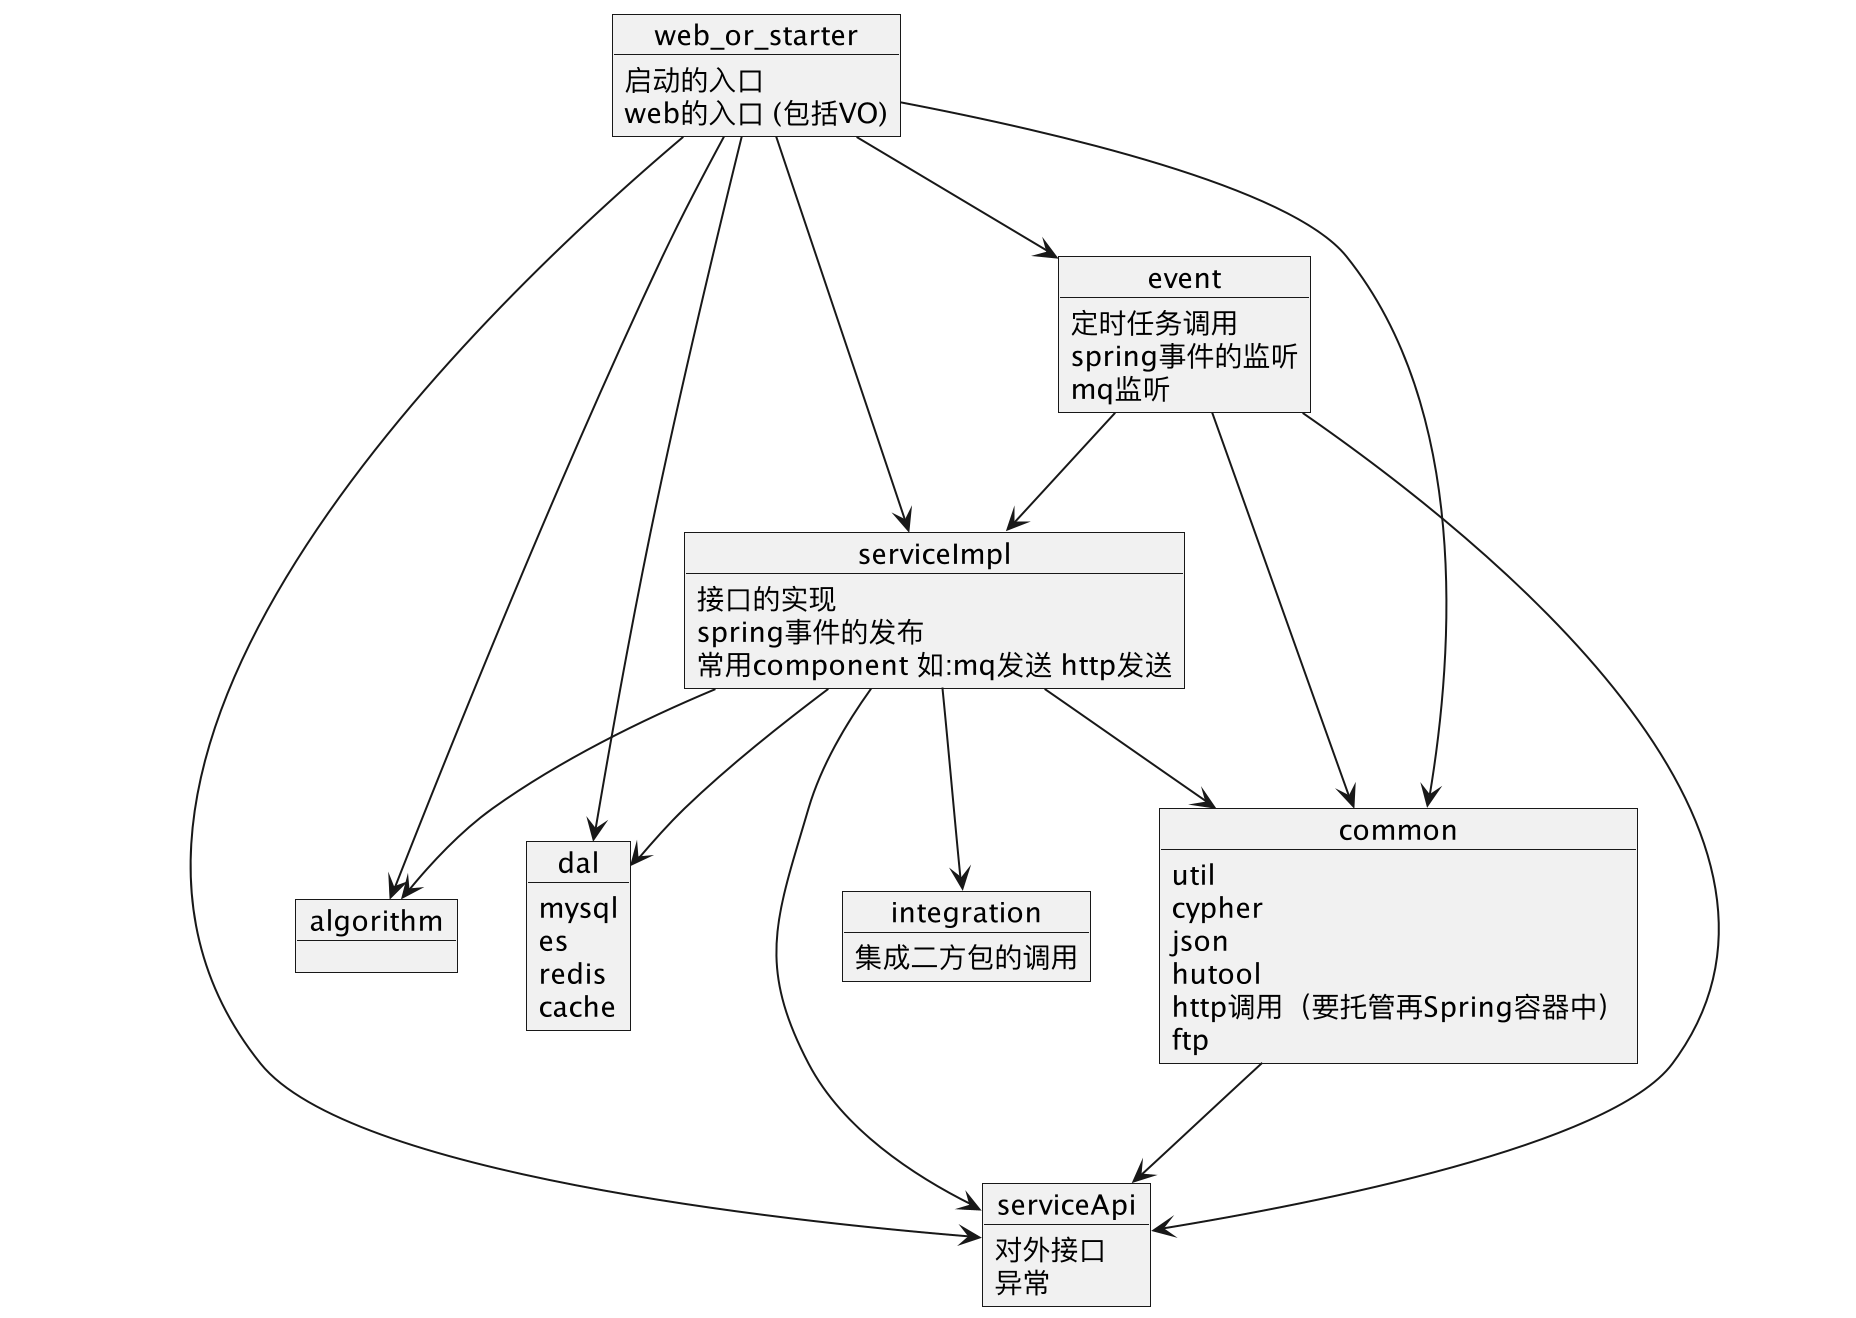 web_or_starter
启动的入口
web的入口 (包括VO)
event
定时任务调用
spring事件的监听
mq监听
serviceImpl
接口的实现
spring事件的发布
常用component 如:mq发送 http发送
algorithm
dal
mysql
es
redis
cache
integration
集成二方包的调用
common
util
cypher
json
hutool
http调用（要托管再Spring容器中）
ftp
serviceApi
对外接口
异常